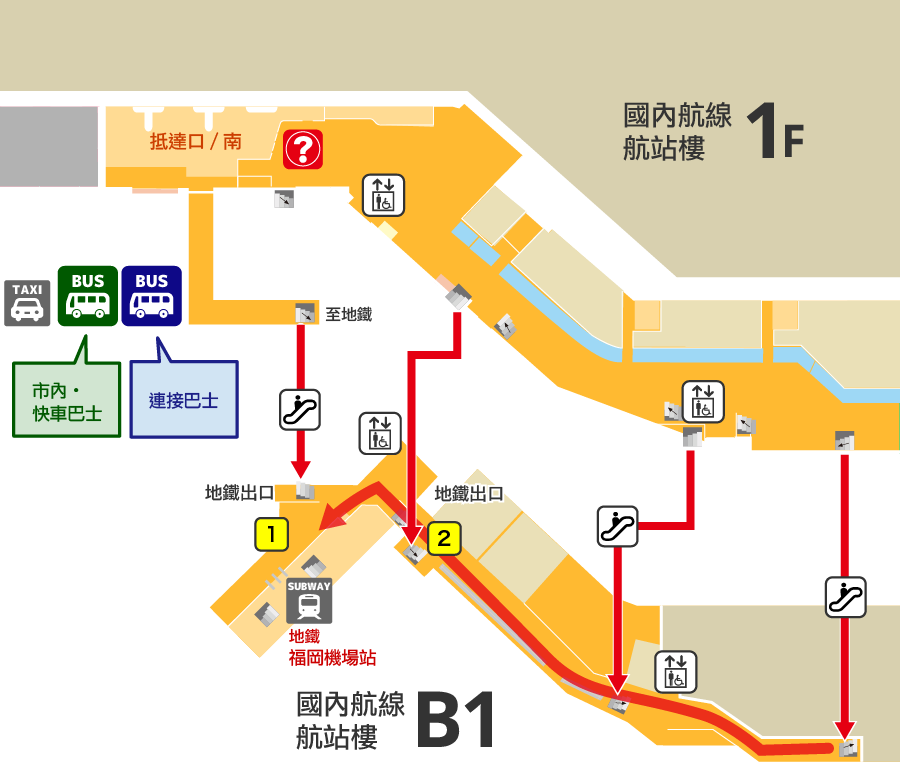 國內航線
航站樓
1F
抵達口 / 南
?
TAXI
BUS
BUS
至地鐵
市內・
快車巴士
連接巴士
地鐵出口
地鐵出口
1
2
SUBWAY
地鐵
福岡機場站
國內航線
航站樓
B1